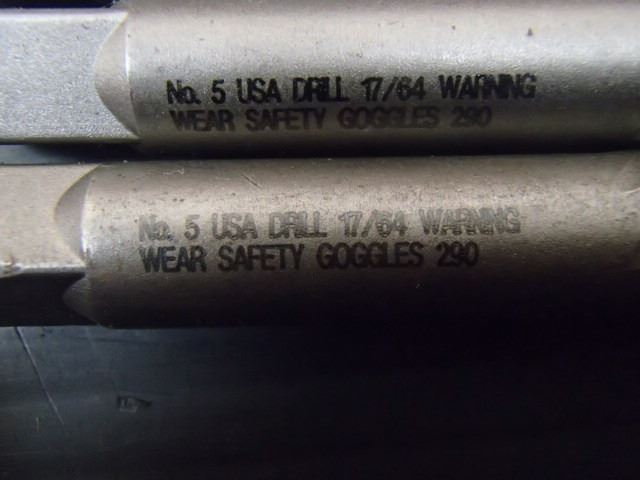 No. 5 USA DRILL 17/64 WARNING
WEAR SAFETY GOGGLES 290
No. 5 USA DRILL 17/64 WARNING
WEAR SAFETY GOGGLES 290